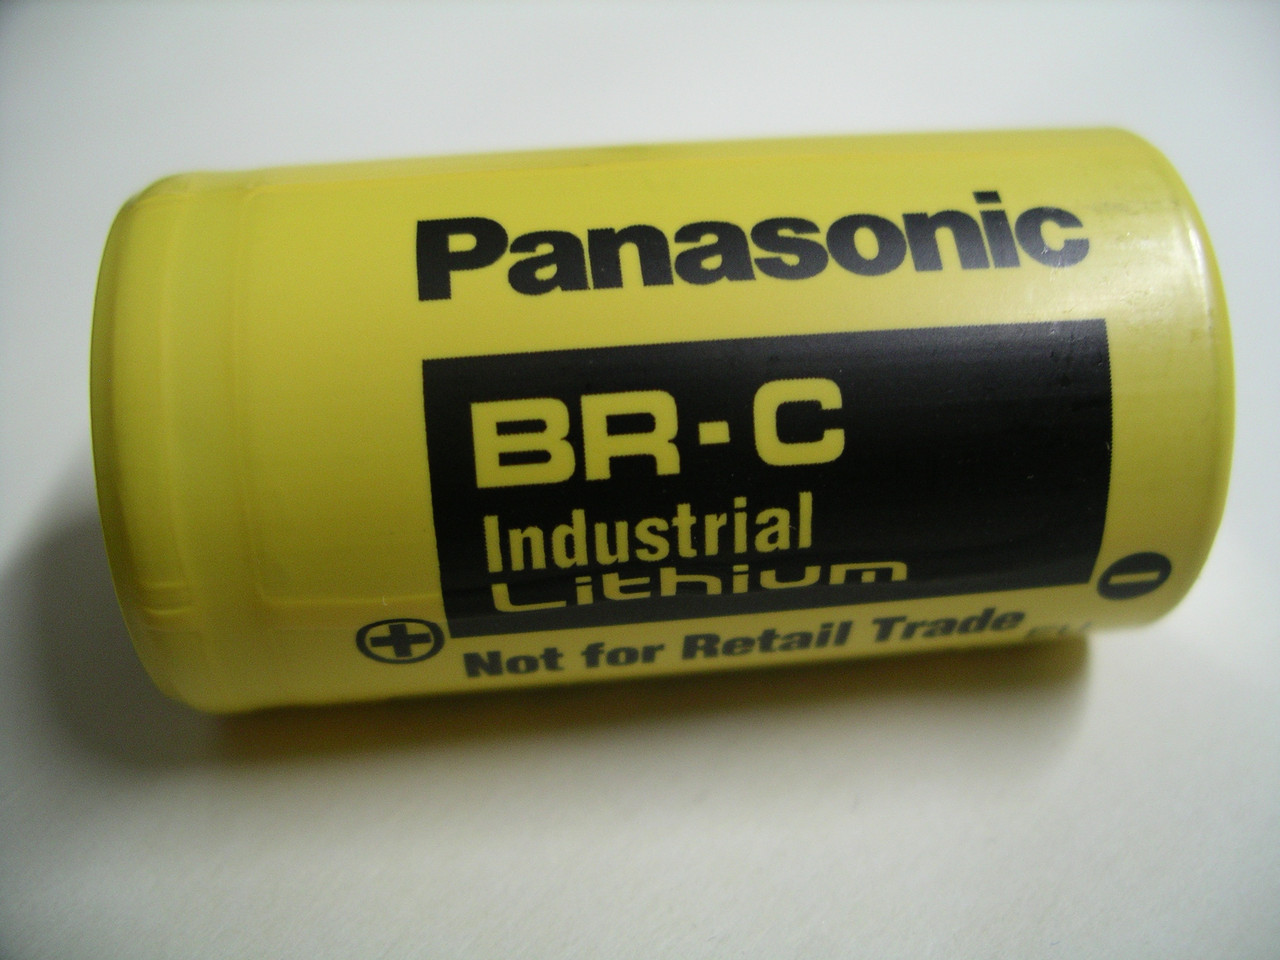 Panasonic
BR-C
Industrial
Lithium
+ -
Not for Retail Trade